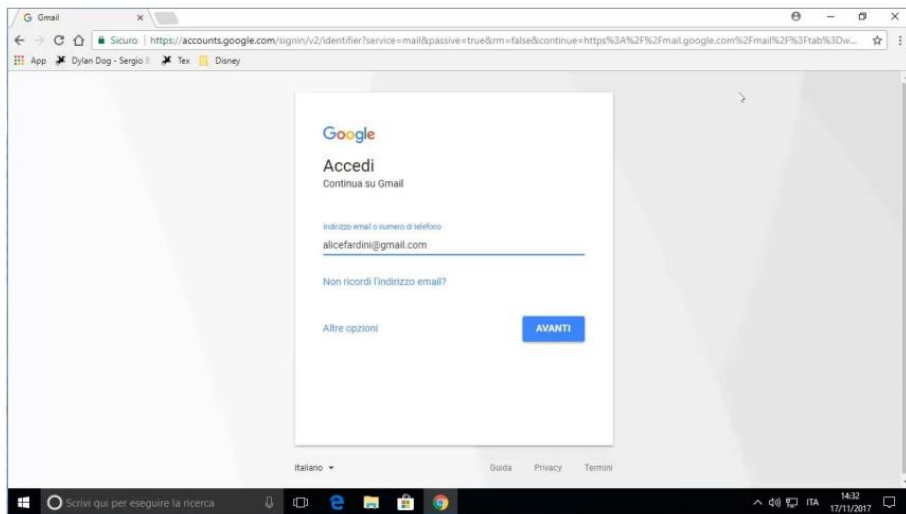 Gmail
Sicuro | https://accounts.google.com/signin/v2/identifier?service=mail&passive=true&rm=false&continue=https%3A%2F%2Fmail.google.com%2Fmail%2F%3Ftab%3Dw...
App Dylan Dog - Sergio Tex Disney
Google
Accedi
Continua su Gmail
Indirizzo email o numero di telefono
alicefardini@gmail.com
Non ricordi l'indirizzo email?
Altre opzioni AVANTI
Italiano Guida Privacy Termini
Scrivi qui per eseguire la ricerca ITA 14:32
17/11/2017